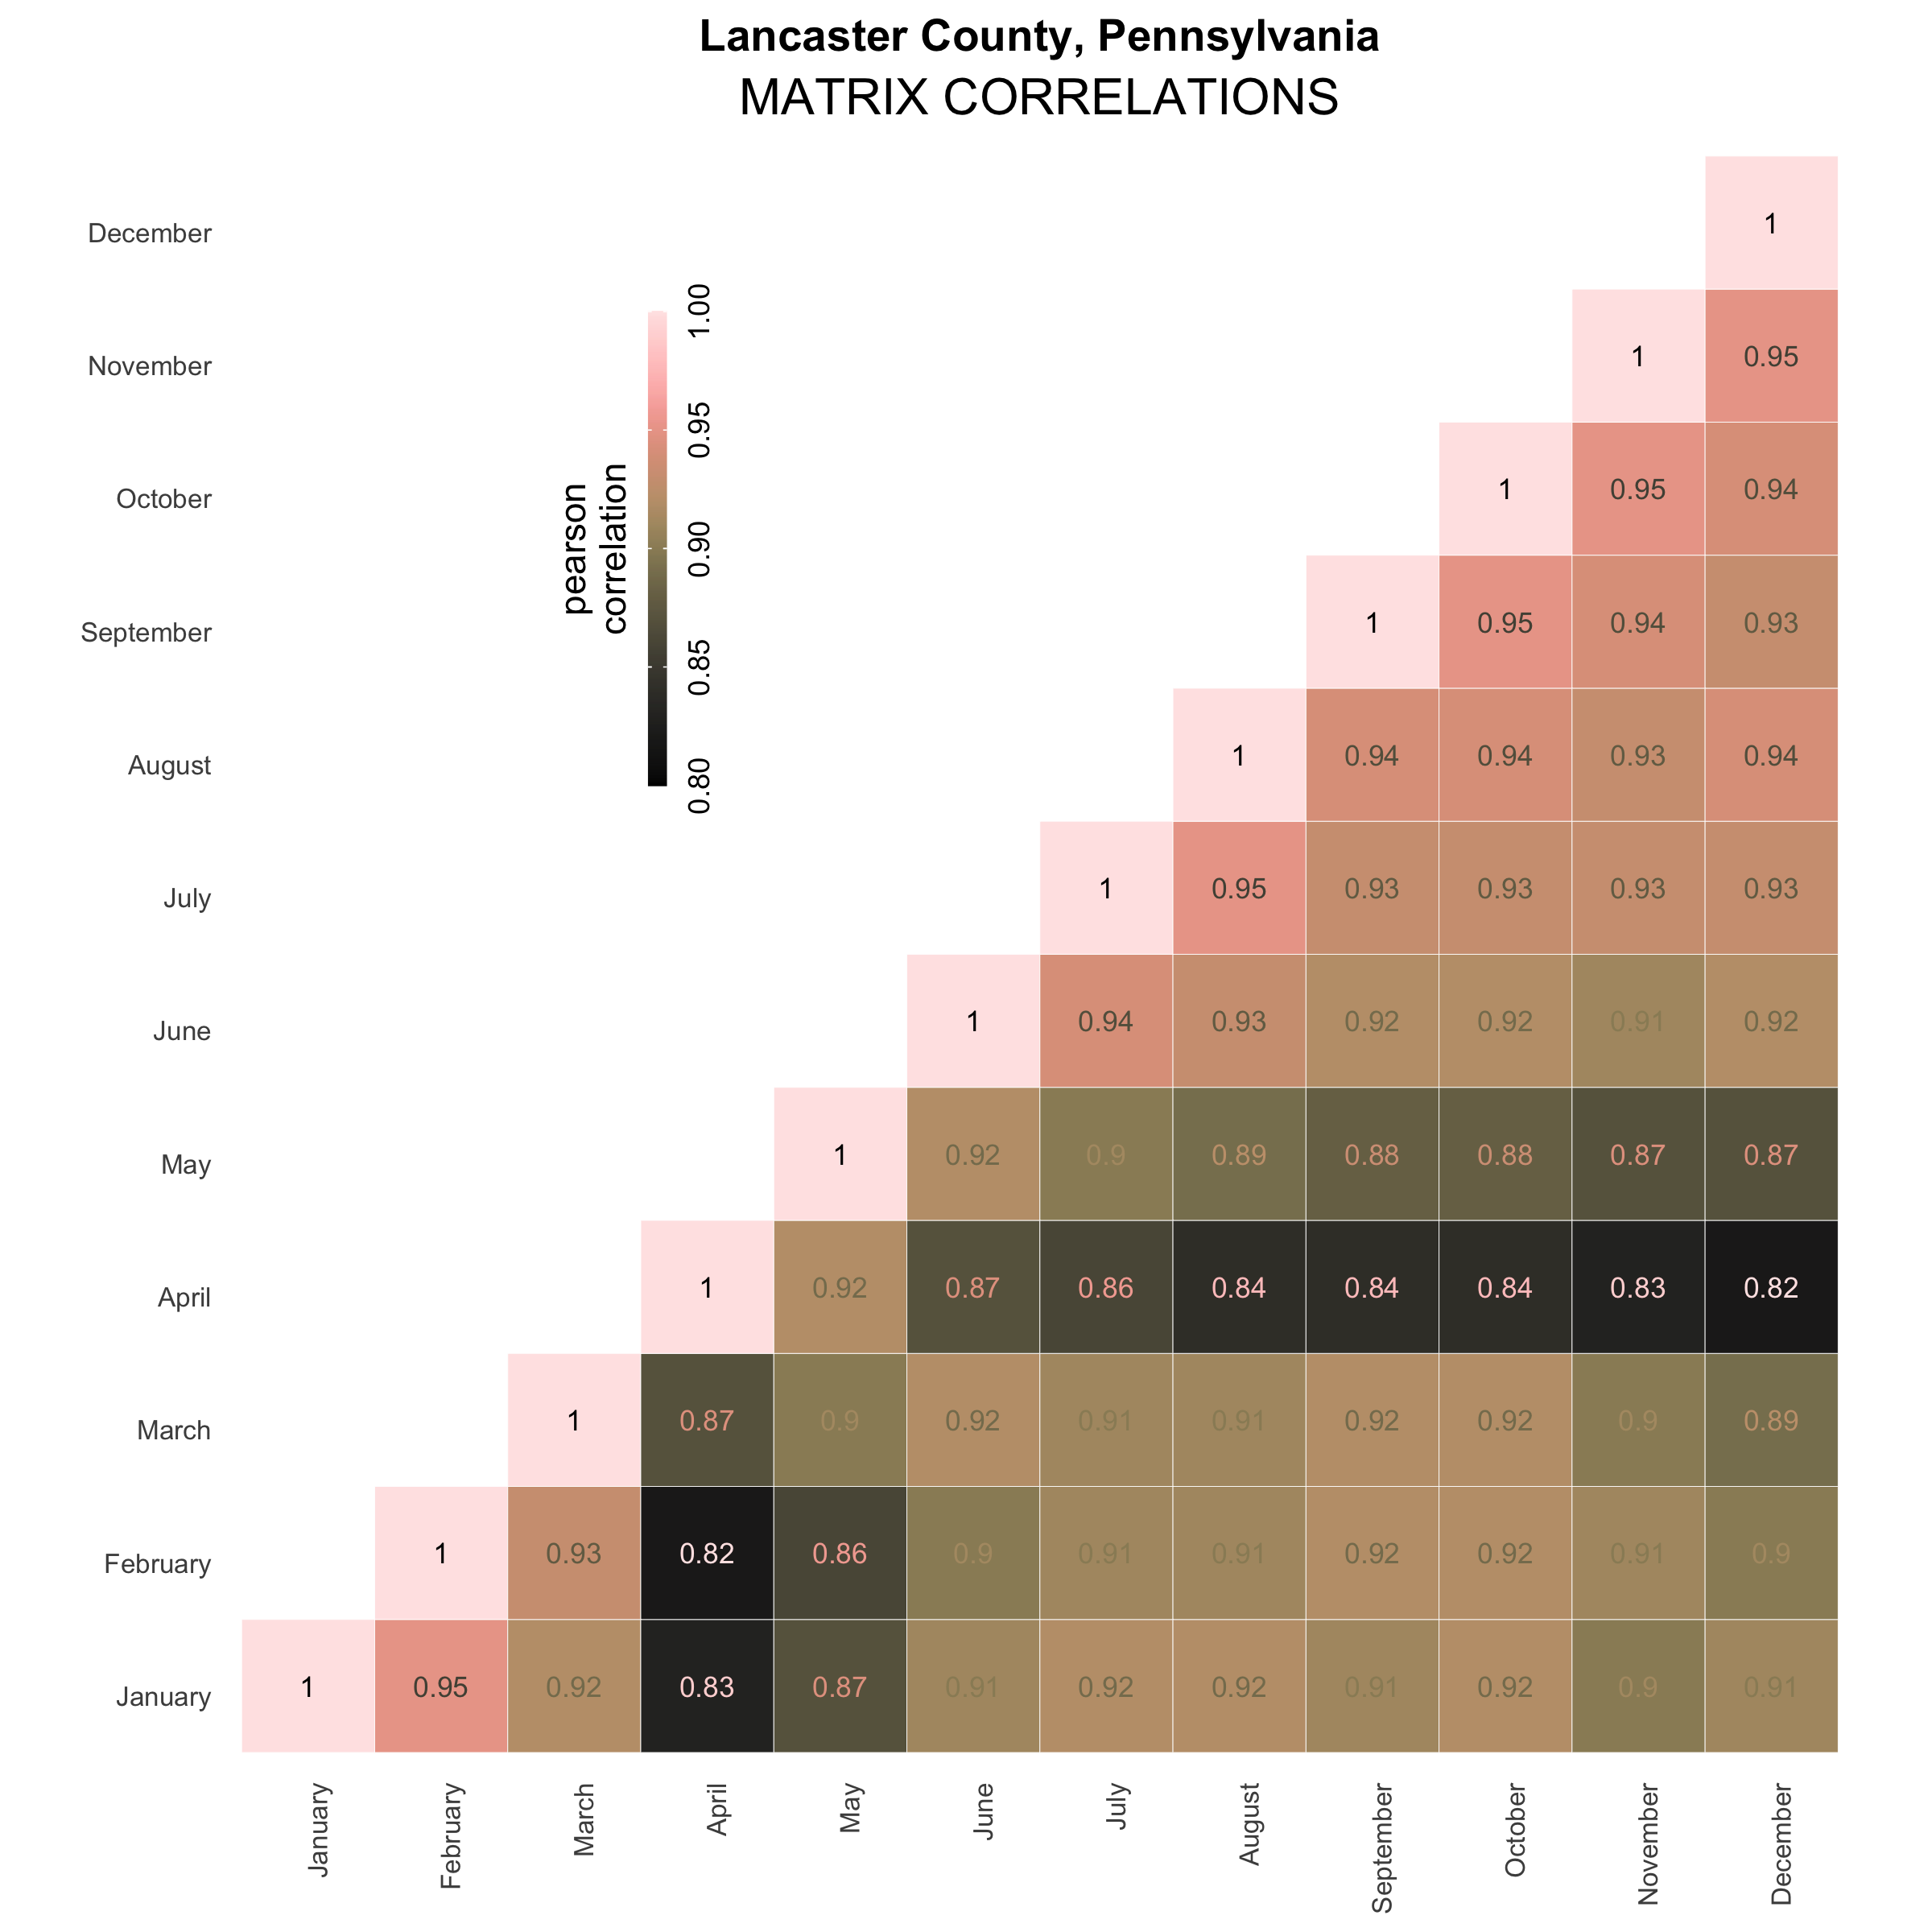 Lancaster County, Pennsylvania
MATRIX CORRELATIONS
December 1
November 1 0.95
October 1 0.95 0.94
September 1 0.95 0.94 0.93
August 1 0.94 0.94 0.93 0.94
July 1 0.95 0.93 0.93 0.93 0.93
June 1 0.94 0.93 0.92 0.92 0.91 0.92
May 1 0.92 0.9 0.89 0.88 0.88 0.87 0.87
April 1 0.92 0.87 0.86 0.84 0.84 0.84 0.83 0.82
March 1 0.87 0.9 0.92 0.91 0.91 0.92 0.92 0.9 0.89
February 1 0.93 0.82 0.86 0.9 0.91 0.91 0.92 0.92 0.91 0.9
January 1 0.95 0.92 0.83 0.87 0.91 0.92 0.92 0.91 0.92 0.9 0.91
January February March April May June July August September October November December
pearson
correlation
0.80 0.85 0.90 0.95 1.00